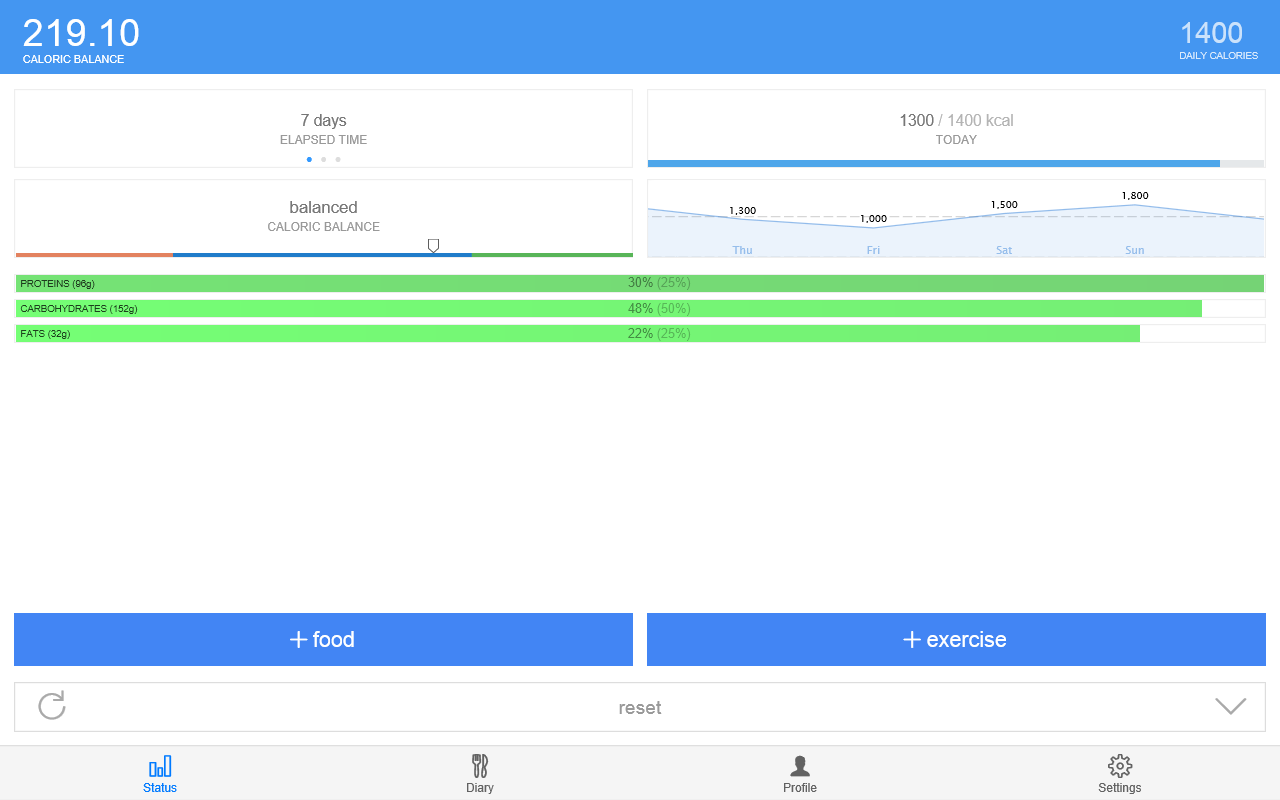 219.10
CALORIC BALANCE
1400
DAILY CALORIES
7 days
ELAPSED TIME
1300 / 1400 kcal
TODAY
balanced
CALORIC BALANCE
1,300
1,000
1,500
1,800
Thu
Fri
Sat
Sun
PROTEINS (96g) 30% (25%)
CARBOHYDRATES (152g) 48% (50%)
FATS (32g) 22% (25%)
+ food
+ exercise
reset
Status
Diary
Profile
Settings